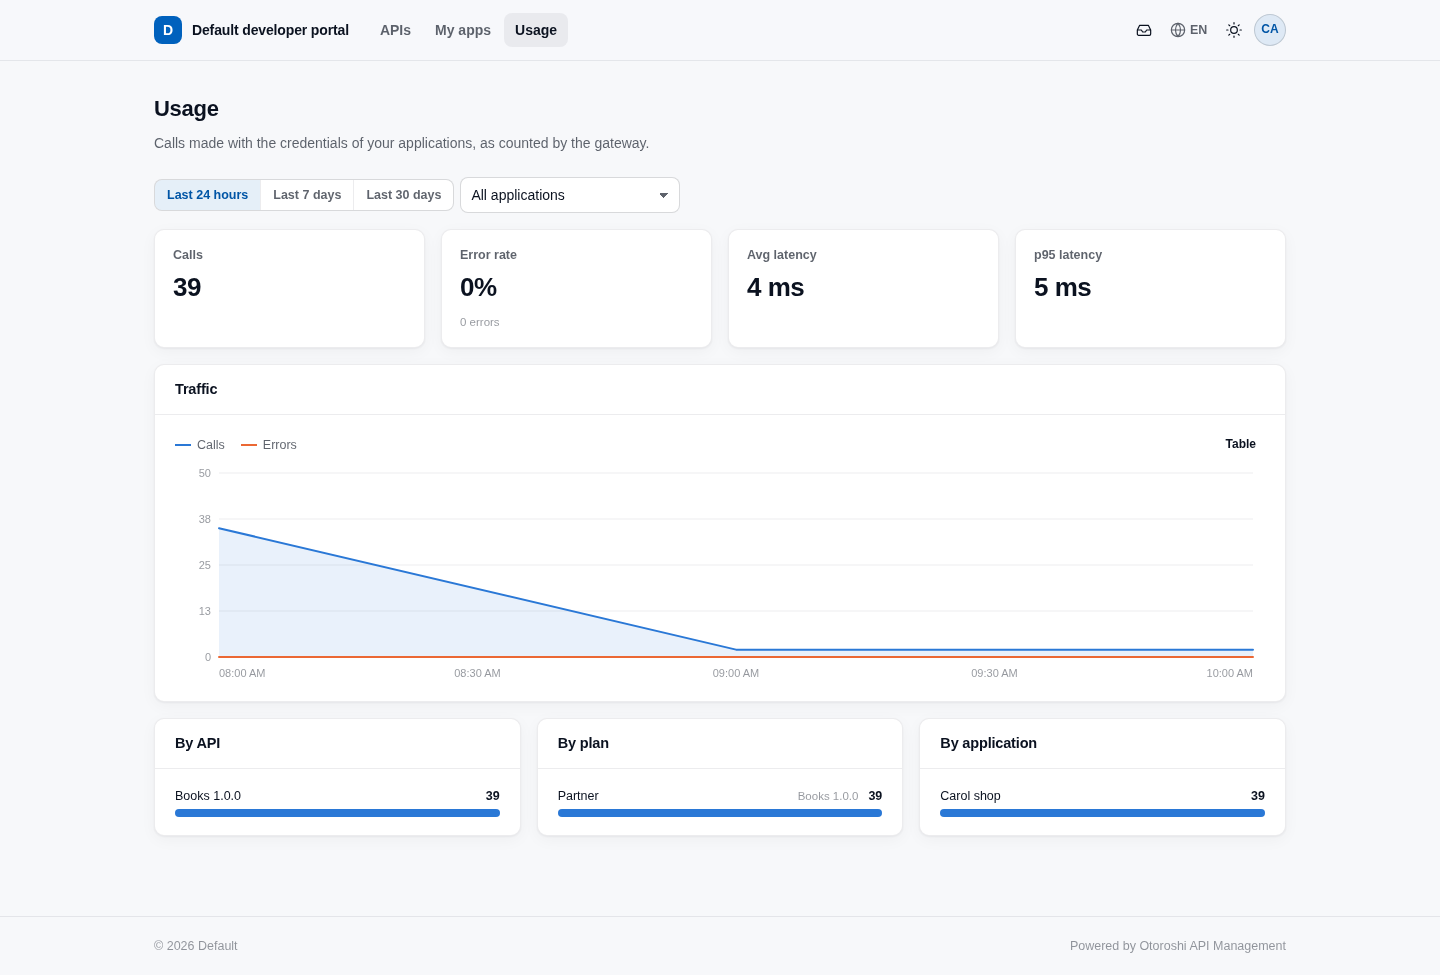 D Default developer portal APIs My apps Usage EN CA
Usage
Calls made with the credentials of your applications, as counted by the gateway.
Last 24 hours Last 7 days Last 30 days All applications
Calls
39
Error rate
0%
0 errors
Avg latency
4 ms
p95 latency
5 ms
Traffic
Calls Errors Table
50
38
25
13
0
08:00 AM 08:30 AM 09:00 AM 09:30 AM 10:00 AM
By API
Books 1.0.0 39
By plan
Partner Books 1.0.0 39
By application
Carol shop 39
© 2026 Default Powered by Otoroshi API Management